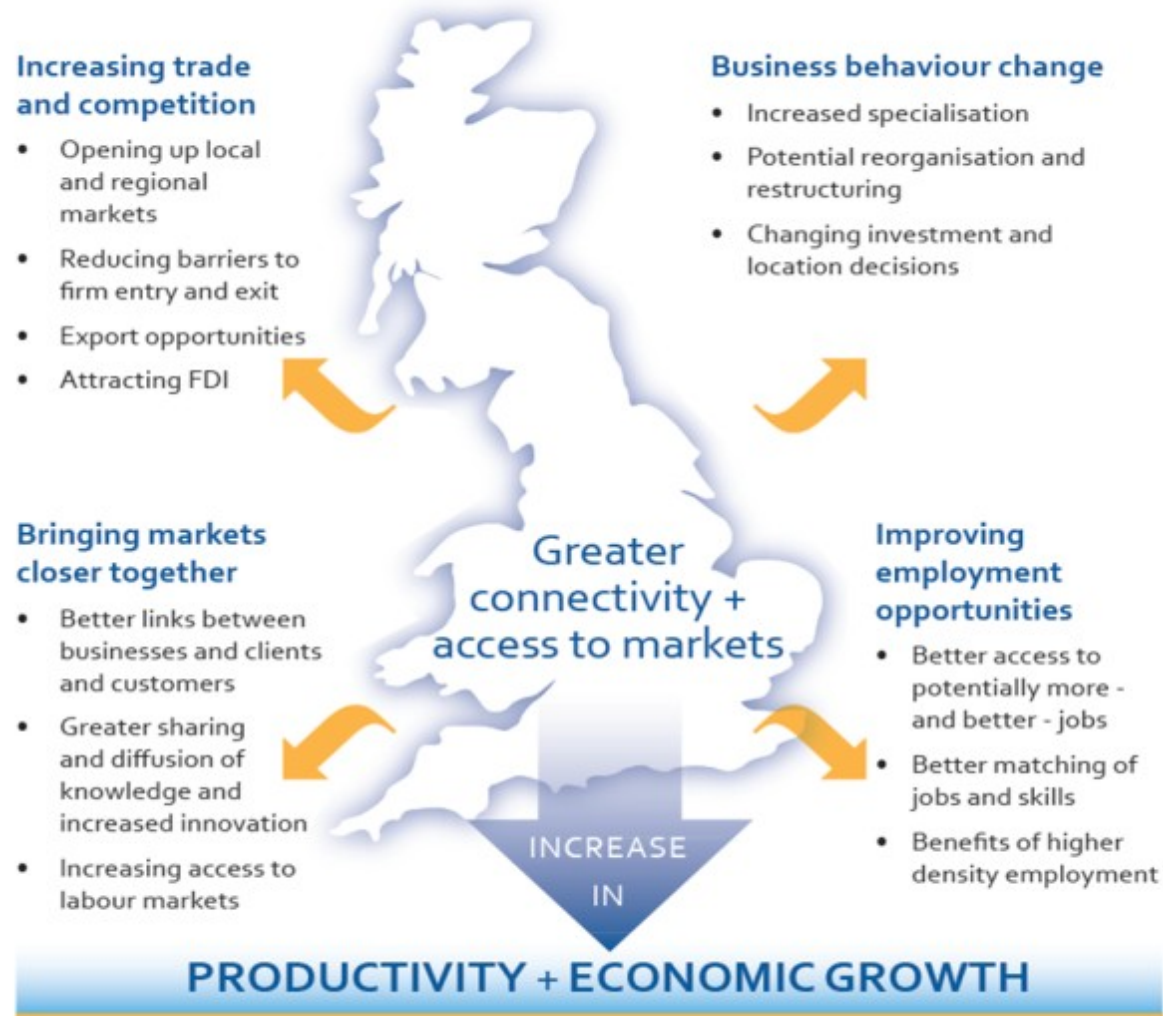 Increasing trade
and competition
• Opening up local
and regional
markets
• Reducing barriers to
firm entry and exit
• Export opportunities
• Attracting FDI
Business behaviour change
• Increased specialisation
• Potential reorganisation and
restructuring
• Changing investment and
location decisions
Bringing markets
closer together
• Better links between
businesses and clients
and customers
• Greater sharing
and diffusion of
knowledge and
increased innovation
• Increasing access to
labour markets
Greater
connectivity +
access to markets
Improving
employment
opportunities
• Better access to
potentially more -
and better - jobs
• Better matching of
jobs and skills
• Benefits of higher
density employment
INCREASE
IN
PRODUCTIVITY + ECONOMIC GROWTH